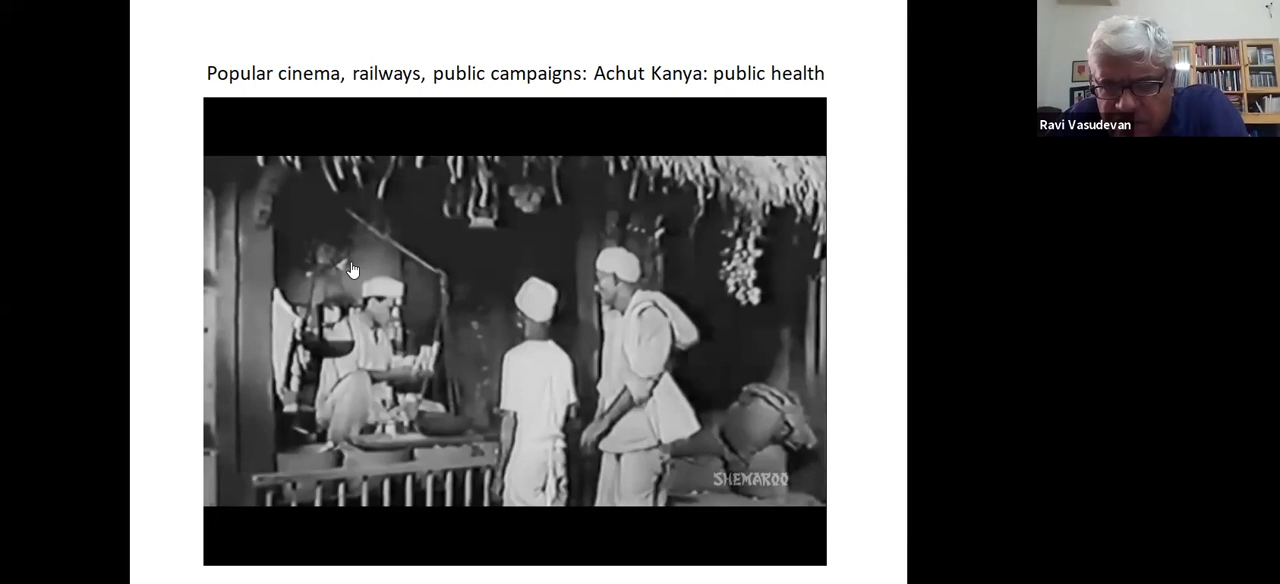 Popular cinema, railways, public campaigns: Achut Kanya: public health
Ravi Vasudevan
SHEMAROO